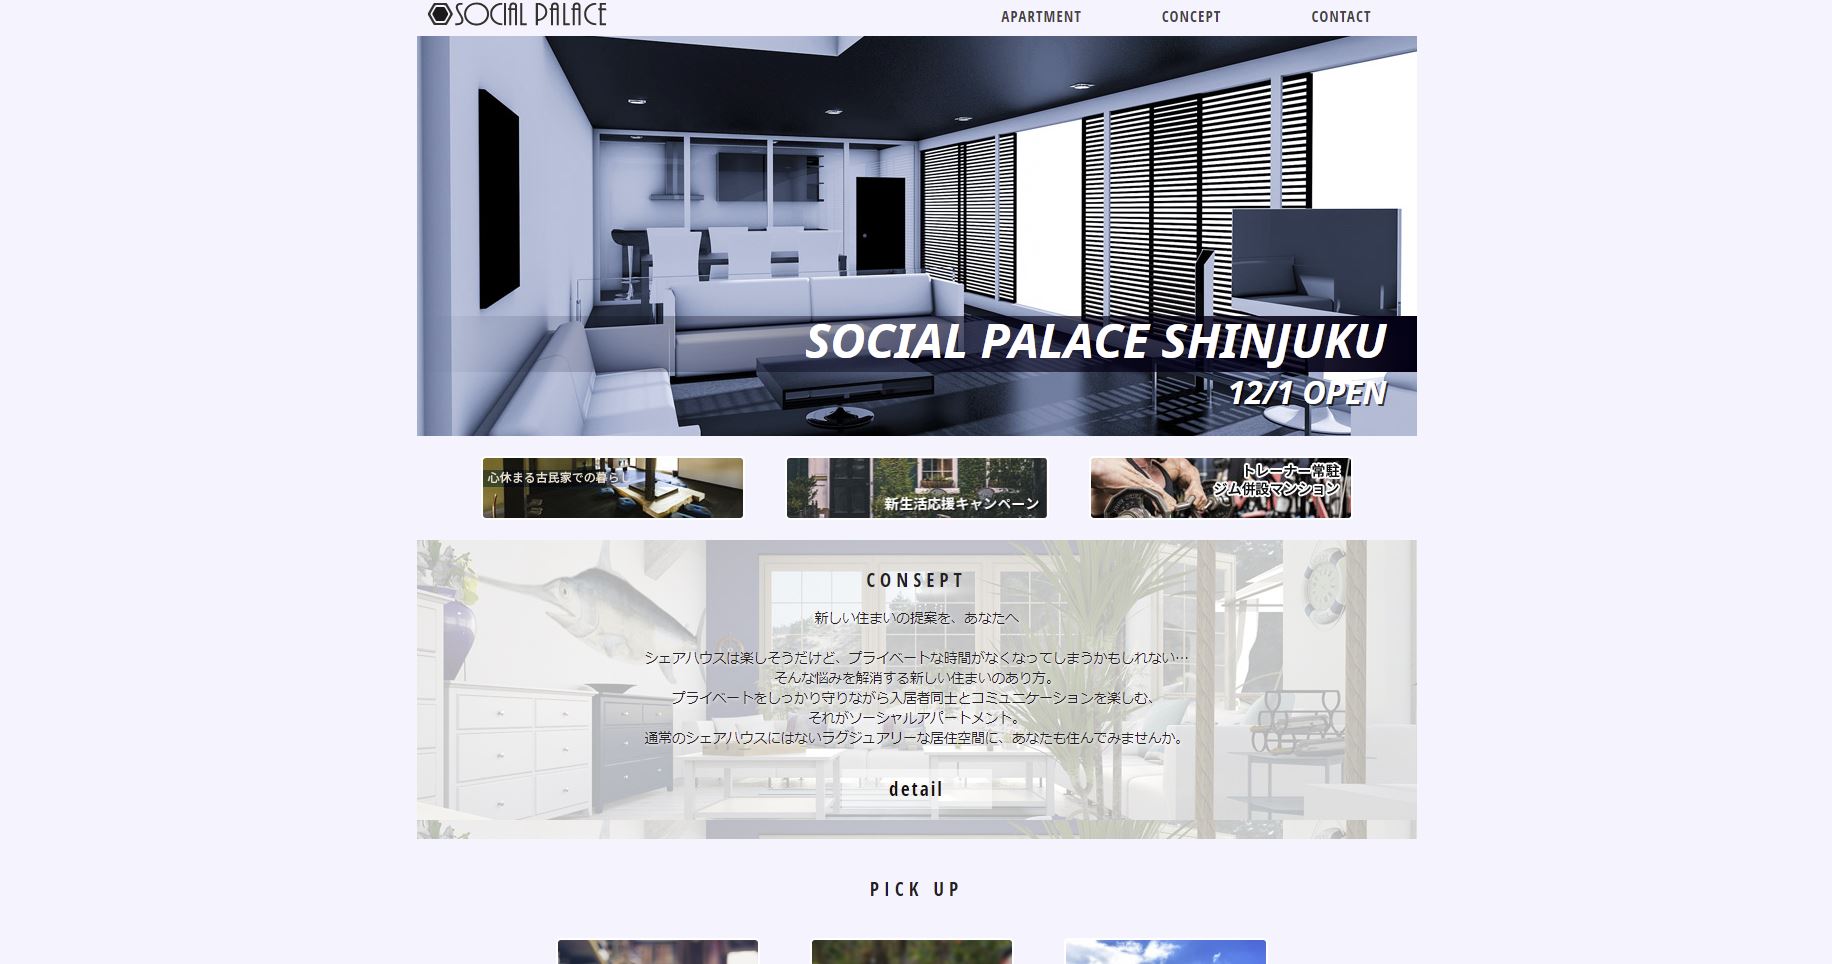 SOCIAL PALACE
APARTMENT
CONCEPT
CONTACT
SOCIAL PALACE SHINJUKU
12/1 OPEN
心休まる古民家での暮らし
新生活応援キャンペーン
トレーナー常駐
ジム併設マンション
CONSEPT
新しい住まいの提案を、あなたへ
シェアハウスは楽しそうだけど、プライベートな時間がなくなってしまうかもしれない…
そんな悩みを解消する新しい住まいのあり方。
プライベートをしっかり守りながら入居者同士とコミュニケーションを楽しむ、
それがソーシャルアパートメント。
通常のシェアハウスにはないラグジュアリーな居住空間に、あなたも住んでみませんか。
detail
PICK UP